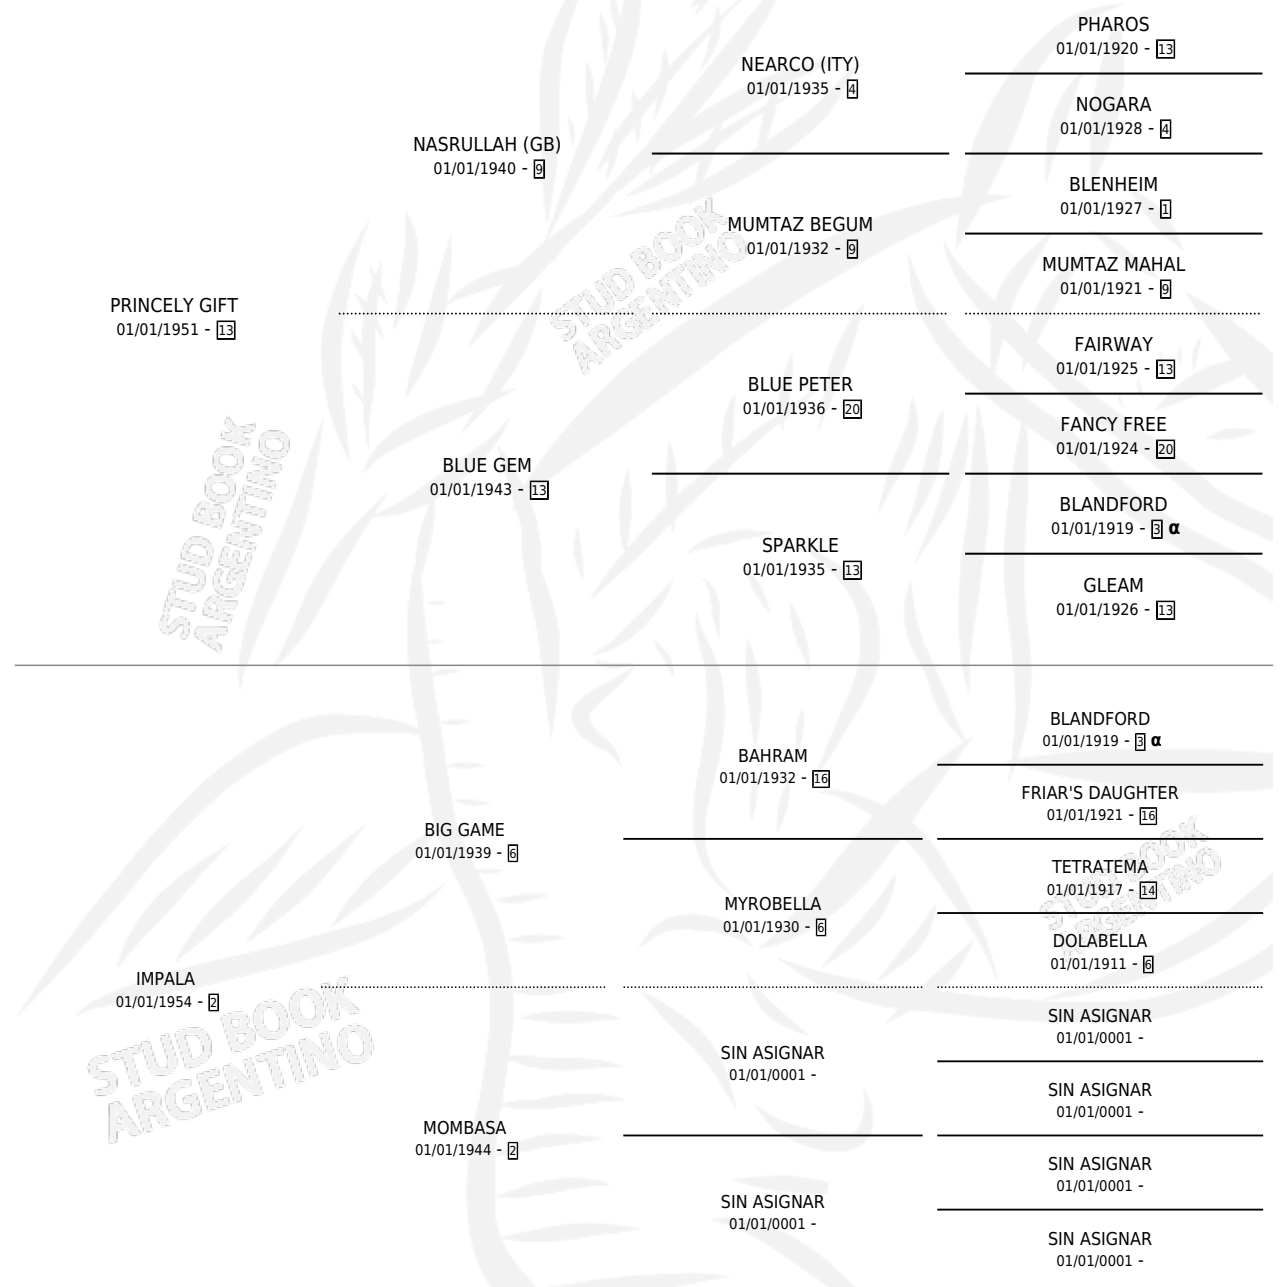 PHAROS
01/01/1920 - 13
NEARCO (ITY)
01/01/1935 - 4
NOGARA
01/01/1928 - 4
NASRULLAH (GB)
01/01/1940 - 9
BLENHEIM
01/01/1927 - 1
MUMTAZ BEGUM
01/01/1932 - 9
MUMTAZ MAHAL
01/01/1921 - 9
PRINCELY GIFT
01/01/1951 - 13
FAIRWAY
01/01/1925 - 13
BLUE PETER
01/01/1936 - 20
FANCY FREE
01/01/1924 - 20
BLUE GEM
01/01/1943 - 13
BLANDFORD
01/01/1919 - 3 α
SPARKLE
01/01/1935 - 13
GLEAM
01/01/1926 - 13
BLANDFORD
01/01/1919 - 3 α
BAHRAM
01/01/1932 - 16
FRIAR'S DAUGHTER
01/01/1921 - 16
BIG GAME
01/01/1939 - 6
TETRATEMA
01/01/1917 - 14
MYROBELLA
01/01/1930 - 6
DOLABELLA
01/01/1911 - 6
IMPALA
01/01/1954 - 2
SIN ASIGNAR
01/01/0001 -
SIN ASIGNAR
01/01/0001 -
SIN ASIGNAR
01/01/0001 -
MOMBASA
01/01/1944 - 2
SIN ASIGNAR
01/01/0001 -
SIN ASIGNAR
01/01/0001 -
SIN ASIGNAR
01/01/0001 -
STUD BOOK
ARGENTINO
STUD BOOK
ARGENTINO
STUD BOOK
ARGENTINO
STUD BOOK
ARGENTINO